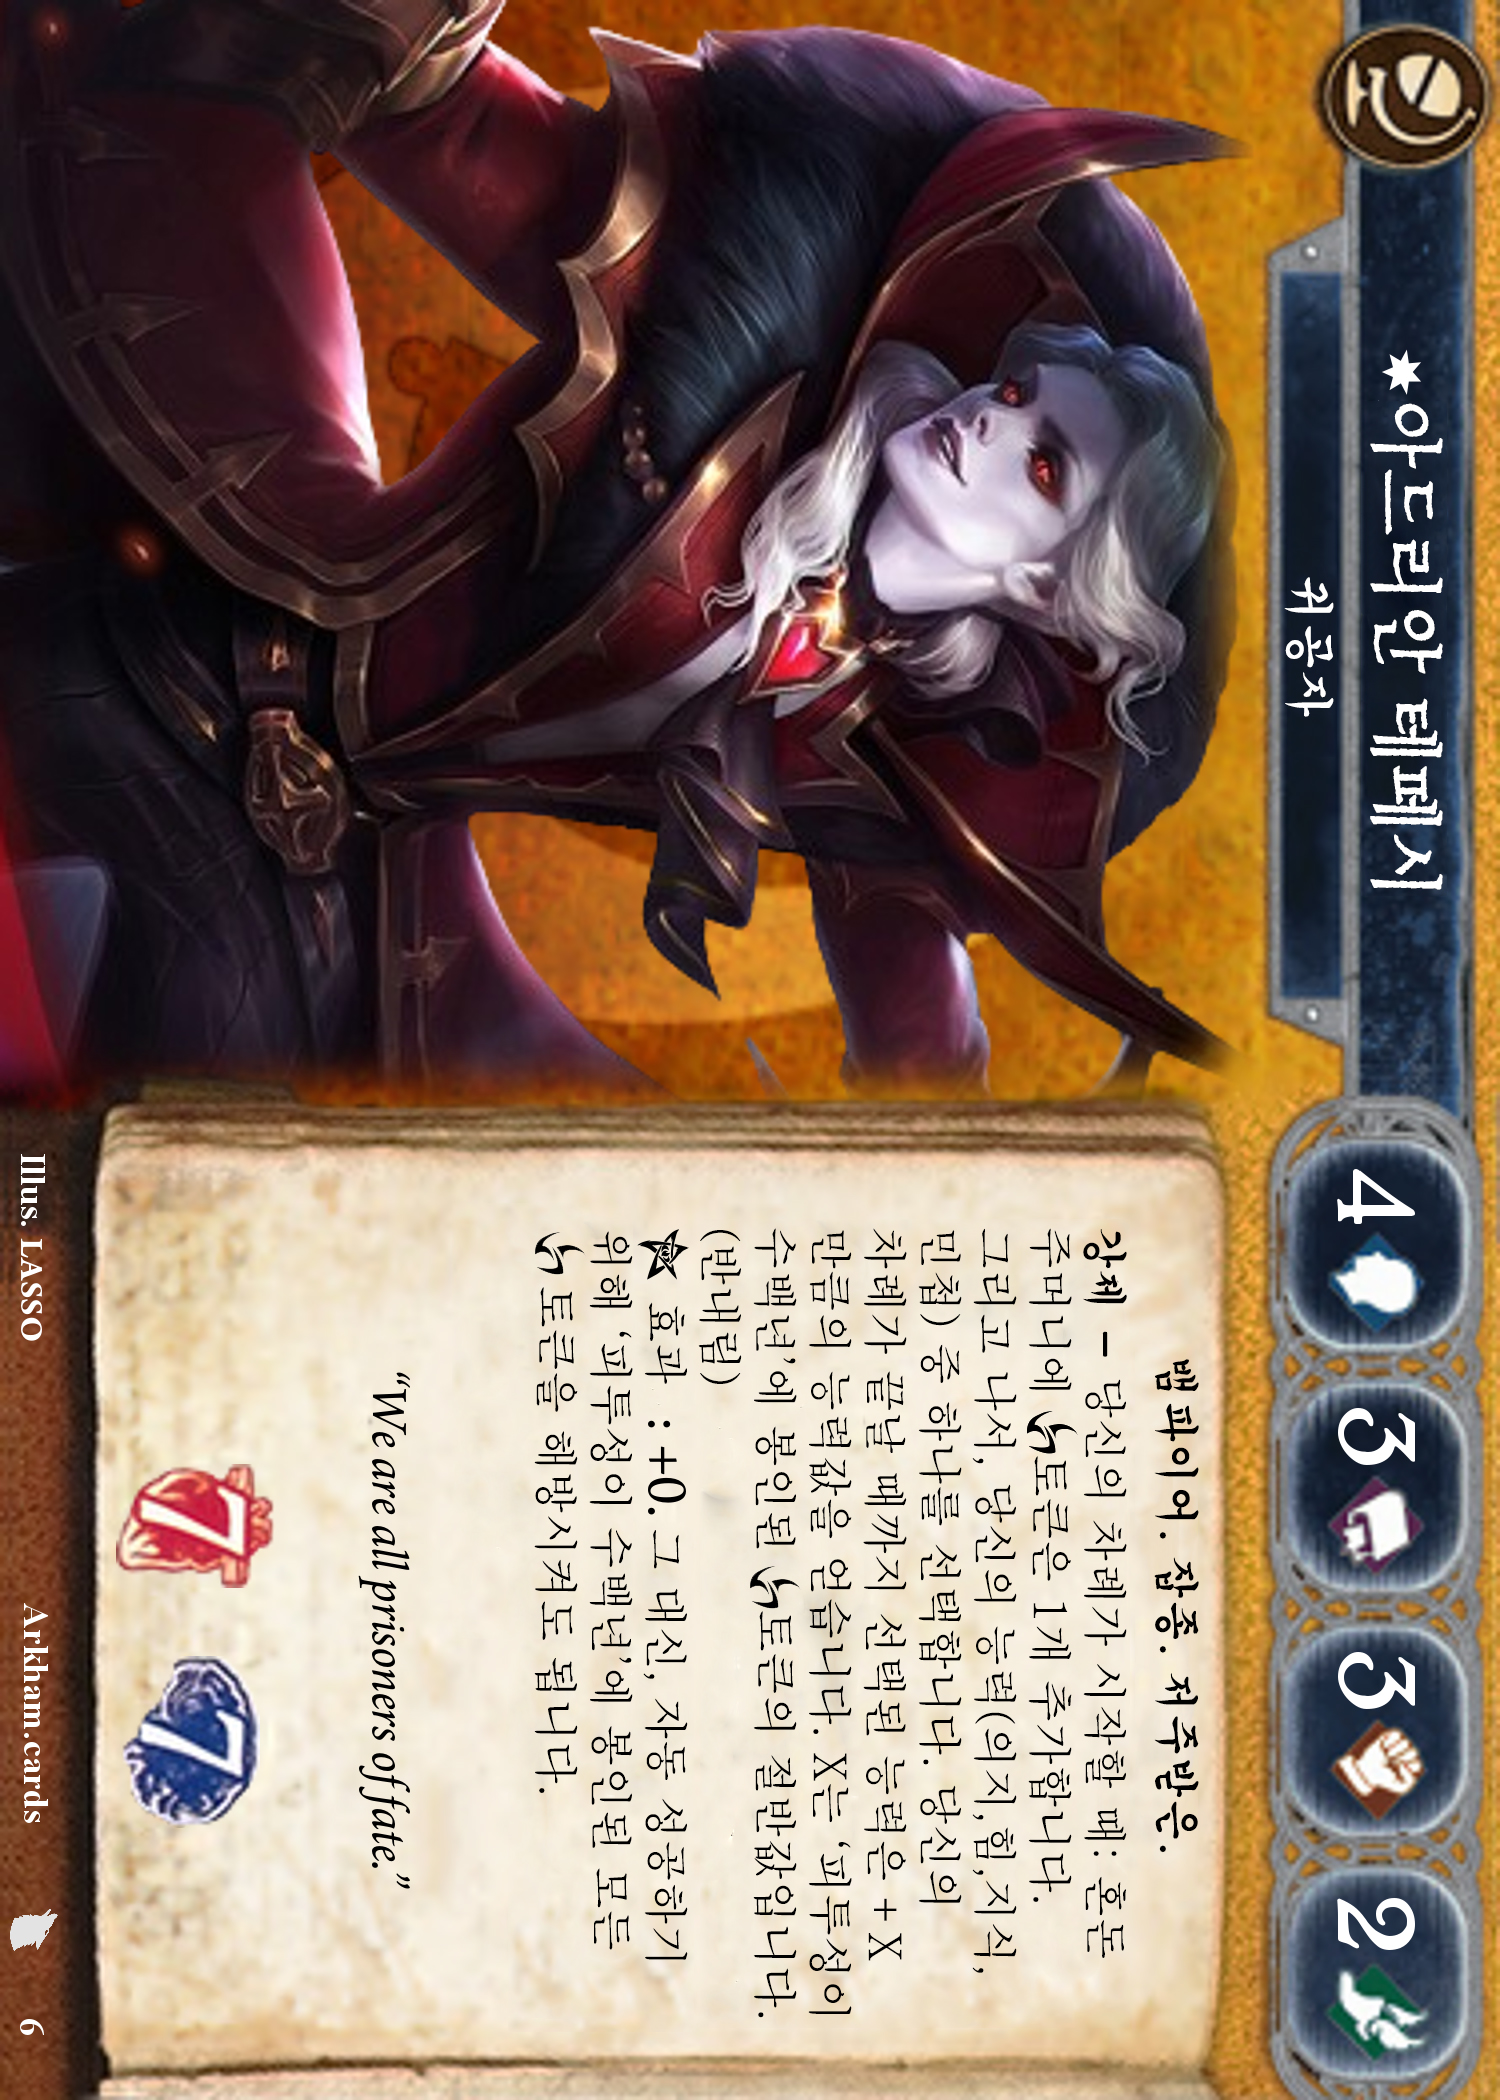 아드리안 테페시
귀공자
4 3 3 2
뱀파이어. 잡종. 저주받은.
강제 – 당신의 차례가 시작할 때: 혼돈
주머니에 토큰은 1개 추가합니다.
그리고 나서, 당신의 능력(의지,힘,지식,
민첩) 중 하나를 선택합니다. 당신의
차례가 끝날 때까지 선택된 능력은 + X
만큼의 능력값을 얻습니다. X는 ‘피투성이
수백년’에 봉인된 토큰의 절반값입니다.
(반내림)
효과 : +0. 그 대신, 자동 성공하기
위해 ‘피투성이 수백년’에 봉인된 모든
토큰을 해방시켜도 됩니다.
“We are all prisoners of fate.”
7 7
Illus. LASSO Arkham.cards 6